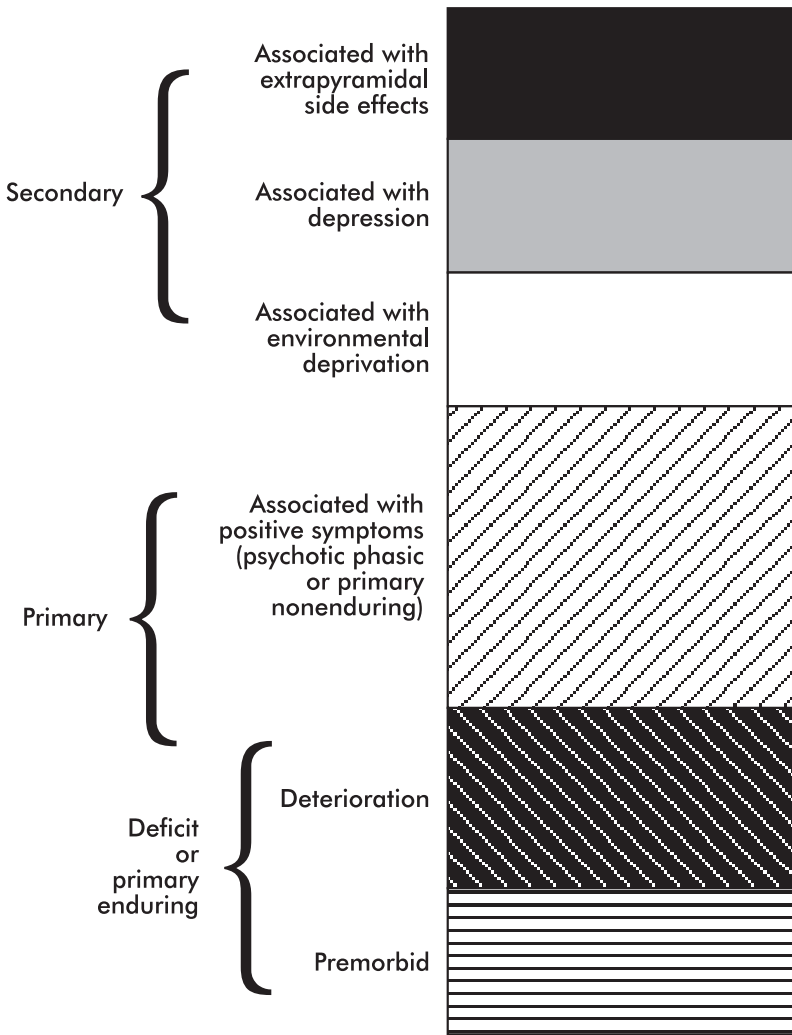 Associated with
extrapyramidal
side effects
Secondary
Associated with
depression
Associated with
environmental
deprivation
Associated with
positive symptoms
(psychotic phasic
or primary
nonenduring)
Primary
Deterioration
Deficit
or
primary
enduring
Premorbid